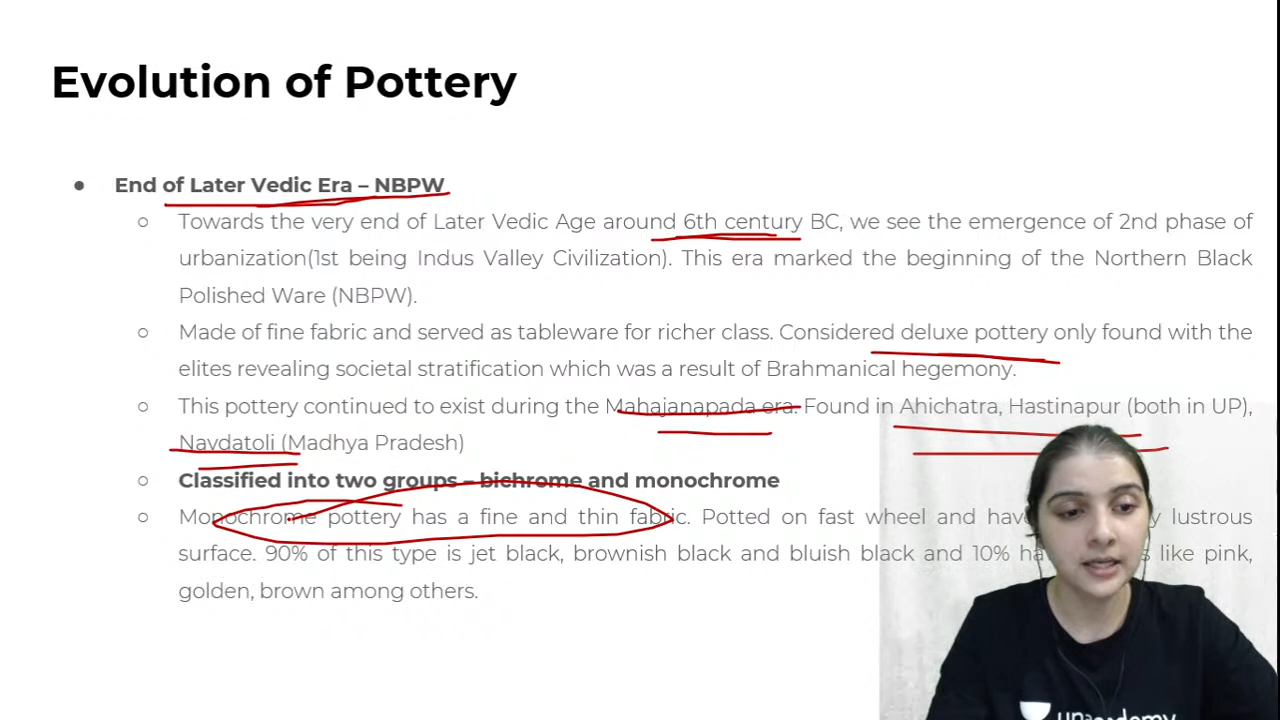 Evolution of Pottery
● End of Later Vedic Era – NBPW
○ Towards the very end of Later Vedic Age around 6th century BC, we see the emergence of 2nd phase of
urbanization(1st being Indus Valley Civilization). This era marked the beginning of the Northern Black
Polished Ware (NBPW).
○ Made of fine fabric and served as tableware for richer class. Considered deluxe pottery only found with the
elites revealing societal stratification which was a result of Brahmanical hegemony.
○ This pottery continued to exist during the Mahajanapada era. Found in Ahichatra, Hastinapur (both in UP),
Navdatoli (Madhya Pradesh)
○ Classified into two groups – bichrome and monochrome
○ Monochrome pottery has a fine and thin fabric. Potted on fast wheel and lustrous
surface. 90% of this type is jet black, brownish black and bluish black and 10% like pink,
golden, brown among others.